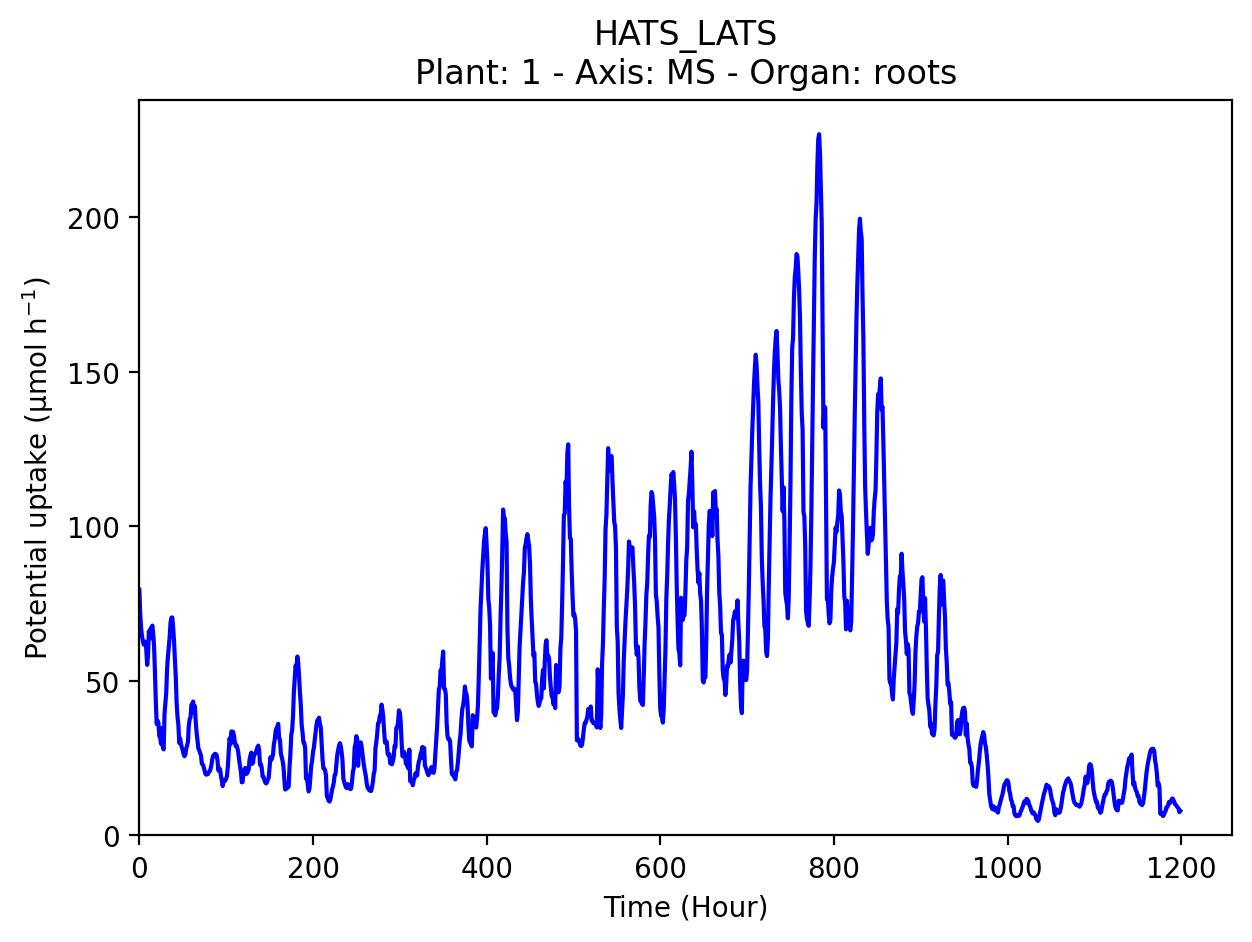 HATS_LATS
Plant: 1 - Axis: MS - Organ: roots
Potential uptake (µmol h⁻¹)
200
150
100
50
0
0 200 400 600 800 1000 1200
Time (Hour)